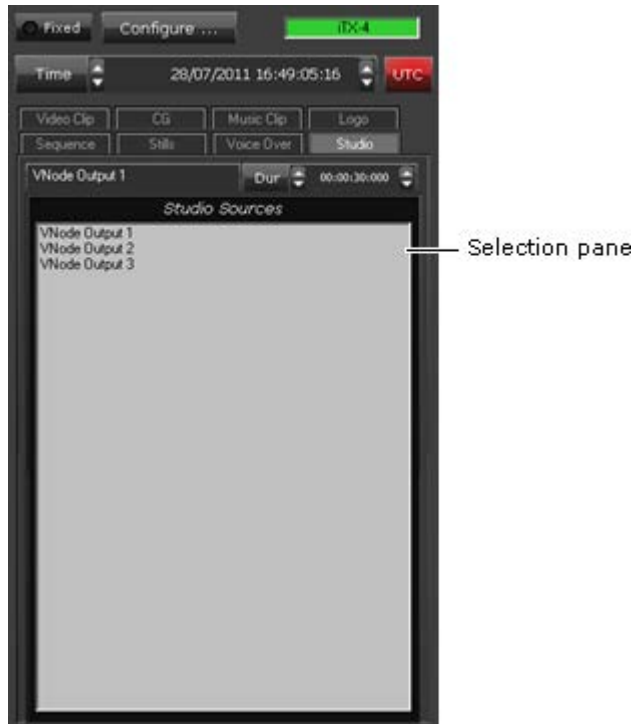 Fixed Configure ... iTX-4
Time 28/07/2011 16:49:05:16 UTC
Video Clip CG Music Clip Logo
Sequence Stills Voice Over Studio
VNode Output 1 Dur 00:00:30:000
Studio Sources
VNode Output 1
VNode Output 2
VNode Output 3
Selection pane